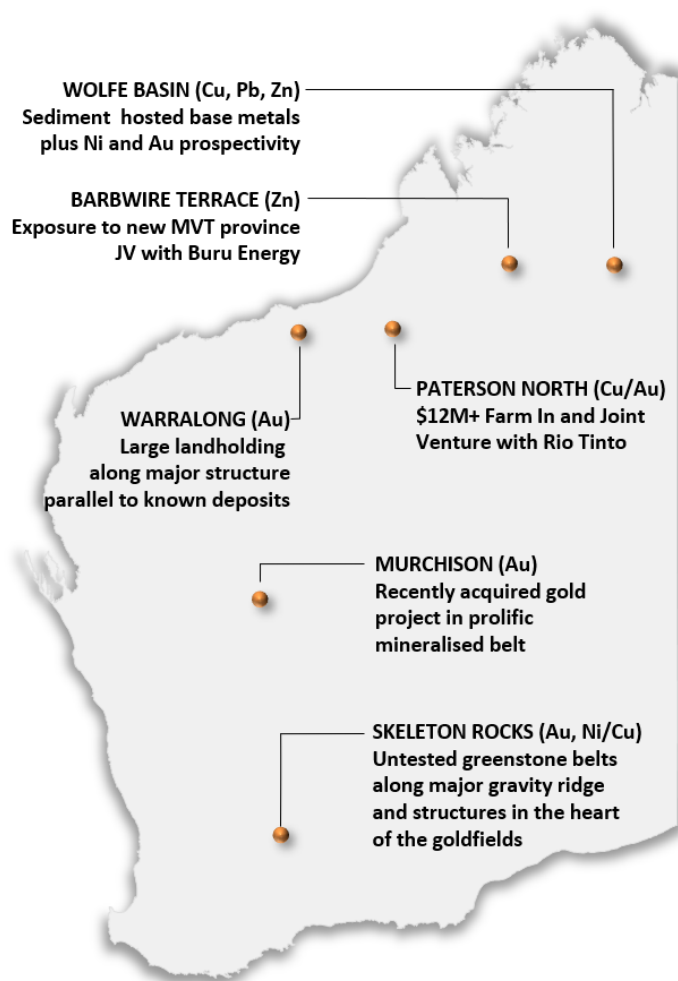 WOLFE BASIN (Cu, Pb, Zn)
Sediment  hosted base metals
plus Ni and Au prospectivity
BARBWIRE TERRACE (Zn)
Exposure to new MVT province
JV with Buru Energy
PATERSON NORTH (Cu/Au)
$12M+ Farm In and Joint
Venture with Rio Tinto
WARRALONG (Au)
Large landholding
along major structure
parallel to known deposits
MURCHISON (Au)
Recently acquired gold
project in prolific
mineralised belt
SKELETON ROCKS (Au, Ni/Cu)
Untested greenstone belts
along major gravity ridge
and structures in the heart
of the goldfields